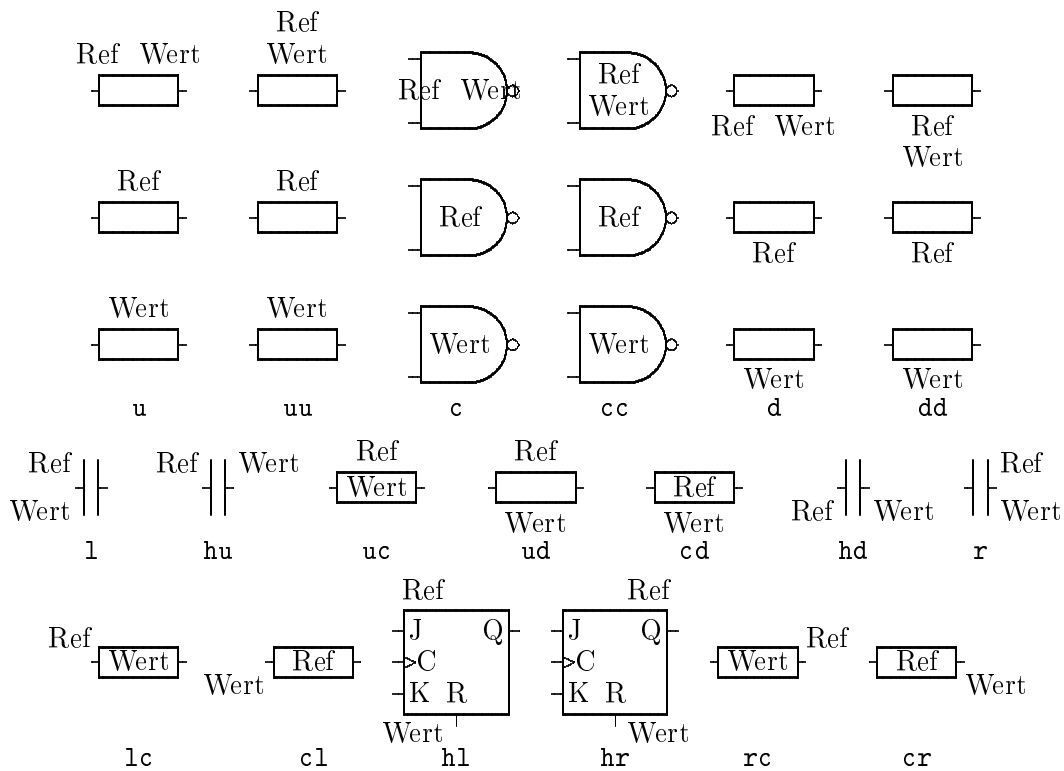 Ref
Ref Wert Wert Ref Wert Ref Wert
Ref Wert Ref Wert Ref
Wert
Ref Ref Ref Ref Ref Ref
Wert Wert Wert Wert Wert Wert
u uu c cc d dd
Ref Ref Wert Ref Wert Ref Ref Ref
Wert Wert Wert Ref Wert Wert
l hu uc ud cd hd r
Ref Ref
J Q J Q
Ref Wert Ref C C Wert Ref Ref
Wert K R K R Wert
Wert Wert
lc cl hl hr rc cr